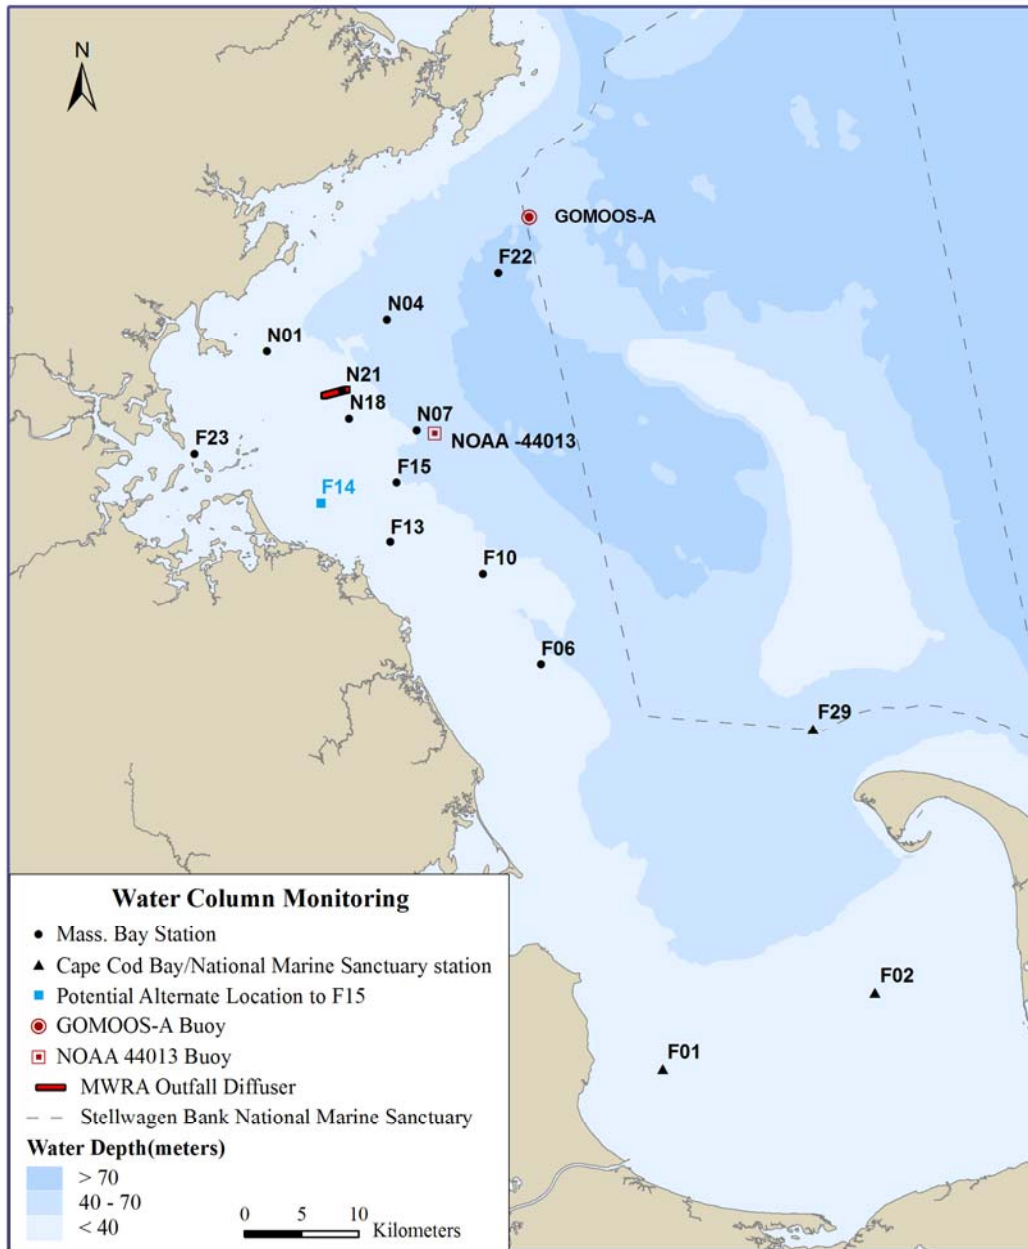 N
GOMOOS-A
F22
N04
N01
N21
N18
N07
NOAA -44013
F23
F15
F14
F13
F10
F06
F29
F02
F01
Water Column Monitoring
Mass. Bay Station
Cape Cod Bay/National Marine Sanctuary station
Potential Alternate Location to F15
GOMOOS-A Buoy
NOAA 44013 Buoy
MWRA Outfall Diffuser
Stellwagen Bank National Marine Sanctuary
Water Depth(meters)
> 70
40 - 70
< 40
0 5 10
Kilometers